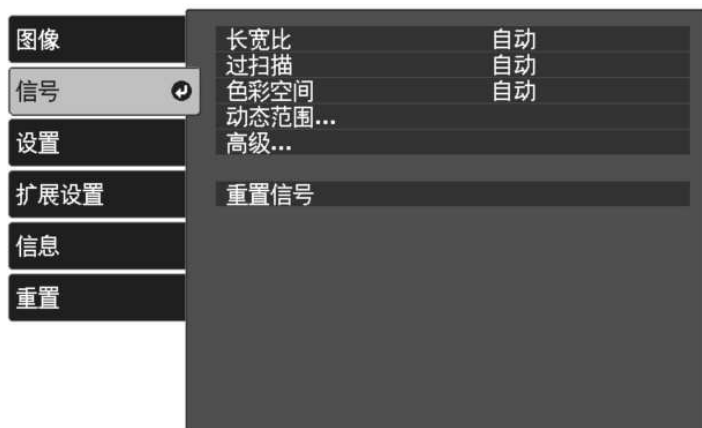 图像
信号
设置
扩展设置
信息
重置
长宽比 自动
过扫描 自动
色彩空间 自动
动态范围...
高级...
重置信号